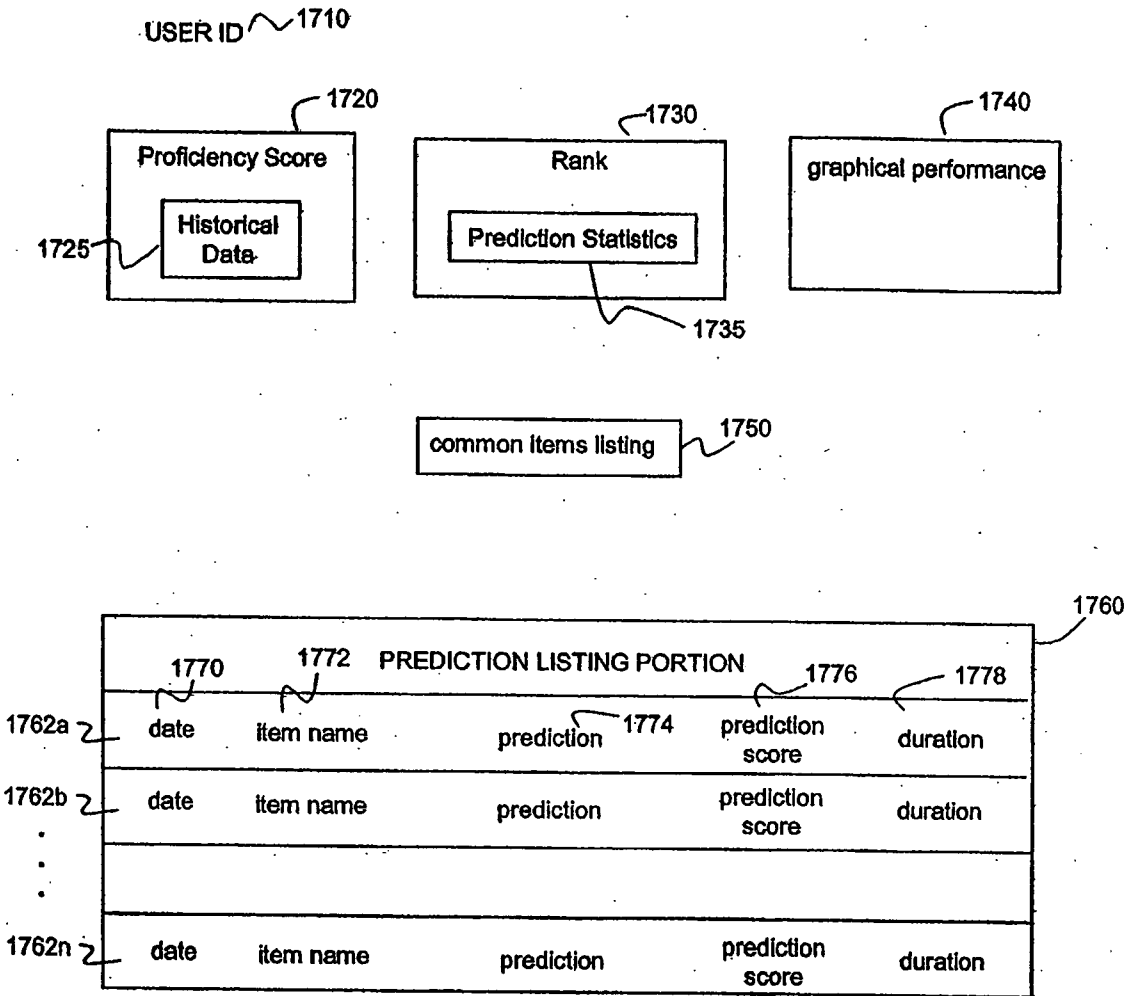 USER ID 1710
1720
1730
1740
Proficiency Score
Rank
graphical performance
Historical
Data
1725
Prediction Statistics
1735
common items listing
1750
1760
PREDICTION LISTING PORTION
1770
1772
1776
1778
1762a
date
item name
prediction
1774
prediction
score
duration
1762b
date
item name
prediction
prediction
score
duration
1762n
date
item name
prediction
prediction
score
duration